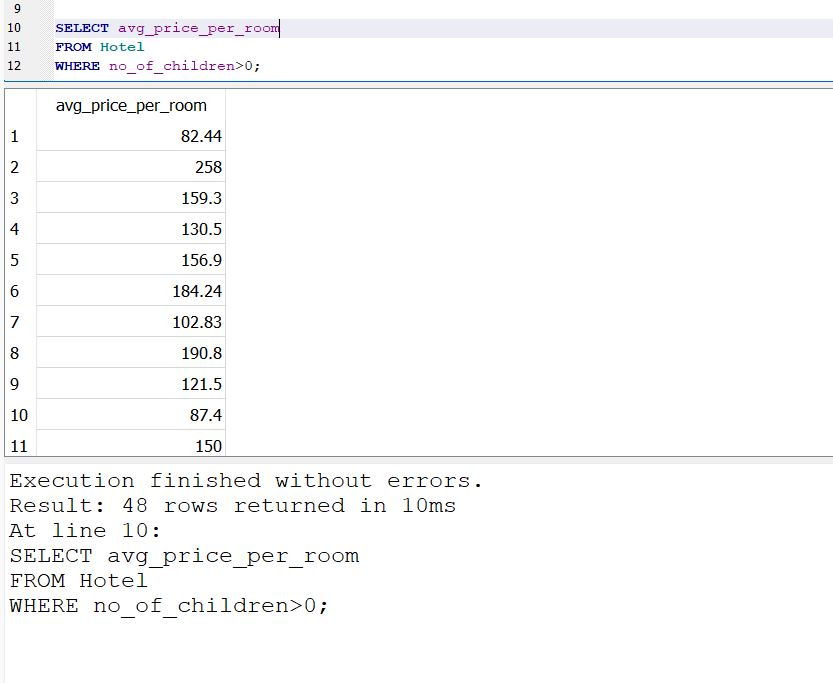 9
10 SELECT avg_price_per_room
11 FROM Hotel
12 WHERE no_of_children>0;
avg_price_per_room
1 82.44
2 258
3 159.3
4 130.5
5 156.9
6 184.24
7 102.83
8 190.8
9 121.5
10 87.4
11 150
Execution finished without errors.
Result: 48 rows returned in 10ms
At line 10:
SELECT avg_price_per_room
FROM Hotel
WHERE no_of_children>0;